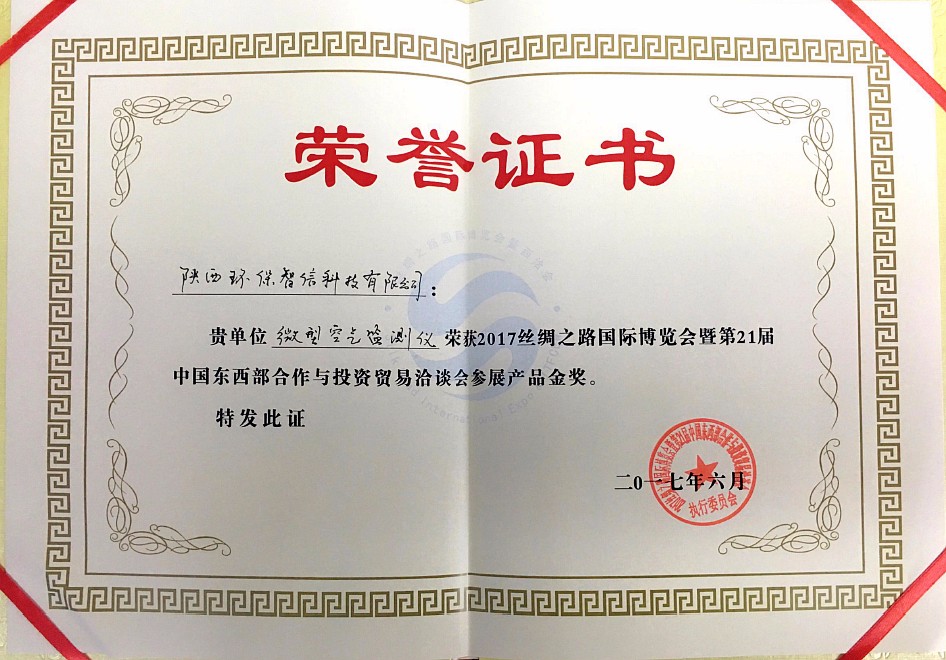 荣誉证书
陕西环保智信科技有限公司：
贵单位 微型空气监测仪 荣获2017丝绸之路国际博览会暨第21届
中国东西部合作与投资贸易洽谈会参展产品金奖。
特发此证
二0一七年六月
执行委员会